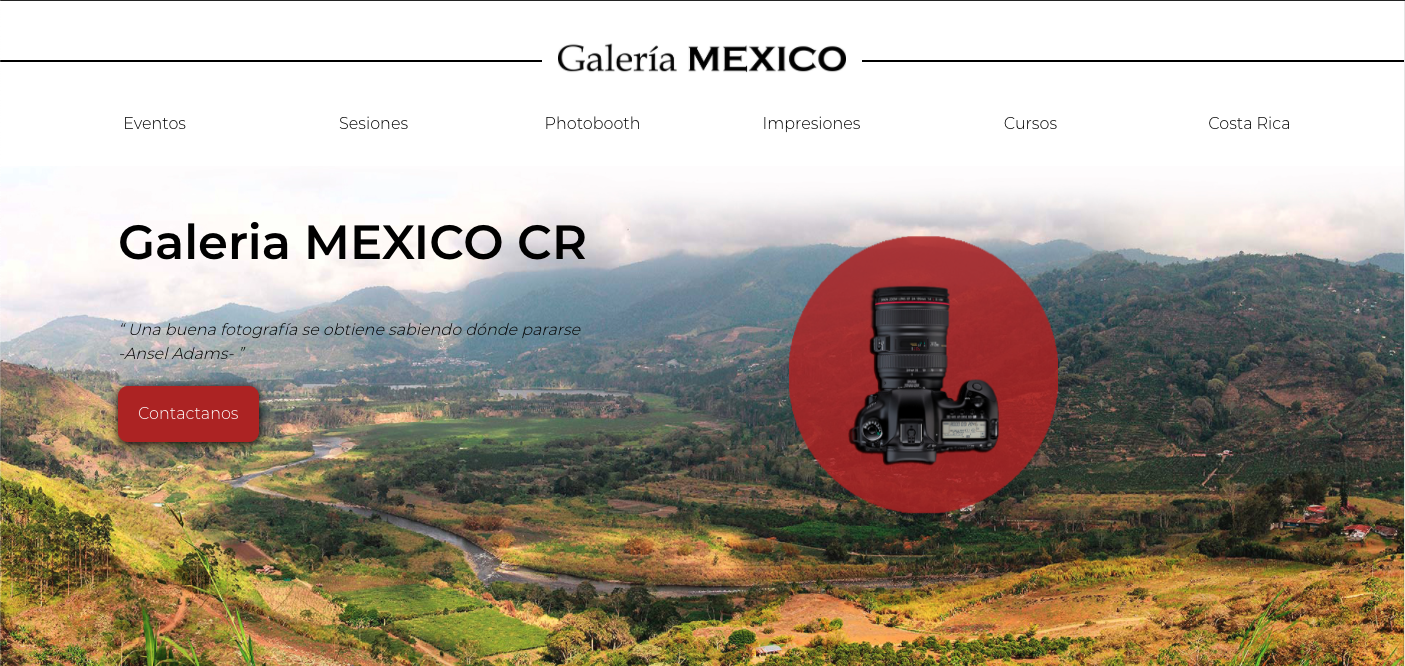 Galería MEXICO
Eventos Sesiones Photobooth Impresiones Cursos Costa Rica
Galeria MEXICO CR
“ Una buena fotografía se obtiene sabiendo dónde pararse
-Ansel Adams- ”
Contactanos